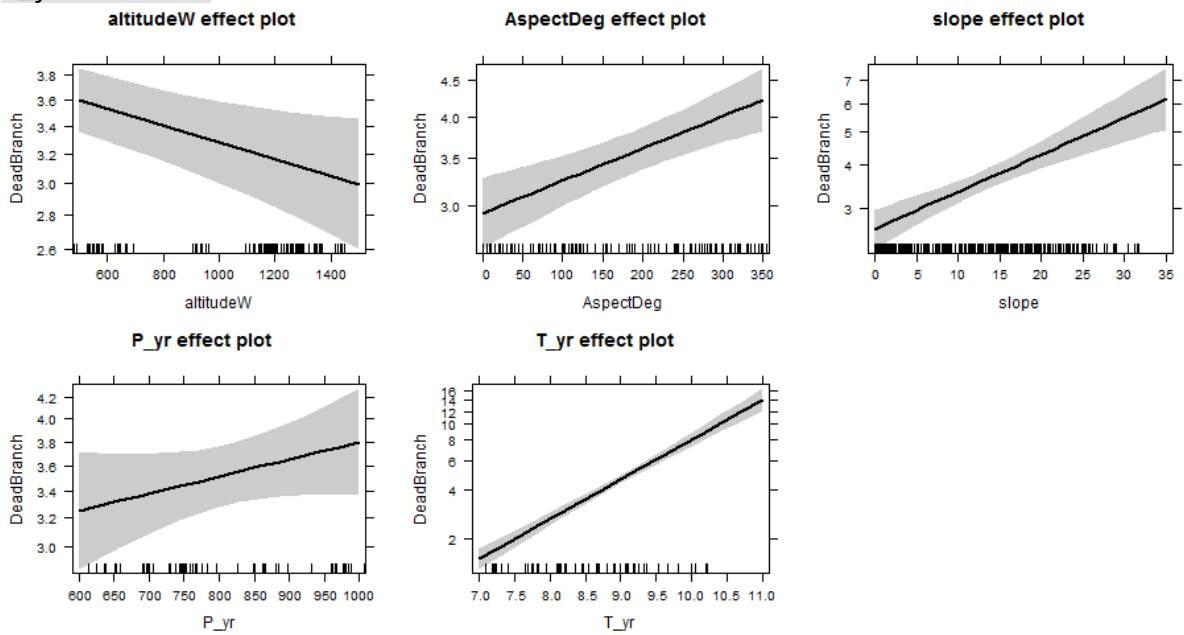 altitudeW effect plot
3.8
3.6
3.4
3.2
3.0
2.8
2.6
DeadBranch
600 800 1000 1200 1400
altitudeW
AspectDeg effect plot
4.5
4.0
3.5
3.0
DeadBranch
0 50 100 150 200 250 300 350
AspectDeg
slope effect plot
7
6
5
4
3
DeadBranch
0 5 10 15 20 25 30 35
slope
P_yr effect plot
4.2
4.0
3.8
3.6
3.4
3.2
3.0
DeadBranch
600 650 700 750 800 850 900 950 1000
P_yr
T_yr effect plot
16
14
12
10
8
6
4
2
DeadBranch
7.0 7.5 8.0 8.5 9.0 9.5 10.0 10.5 11.0
T_yr